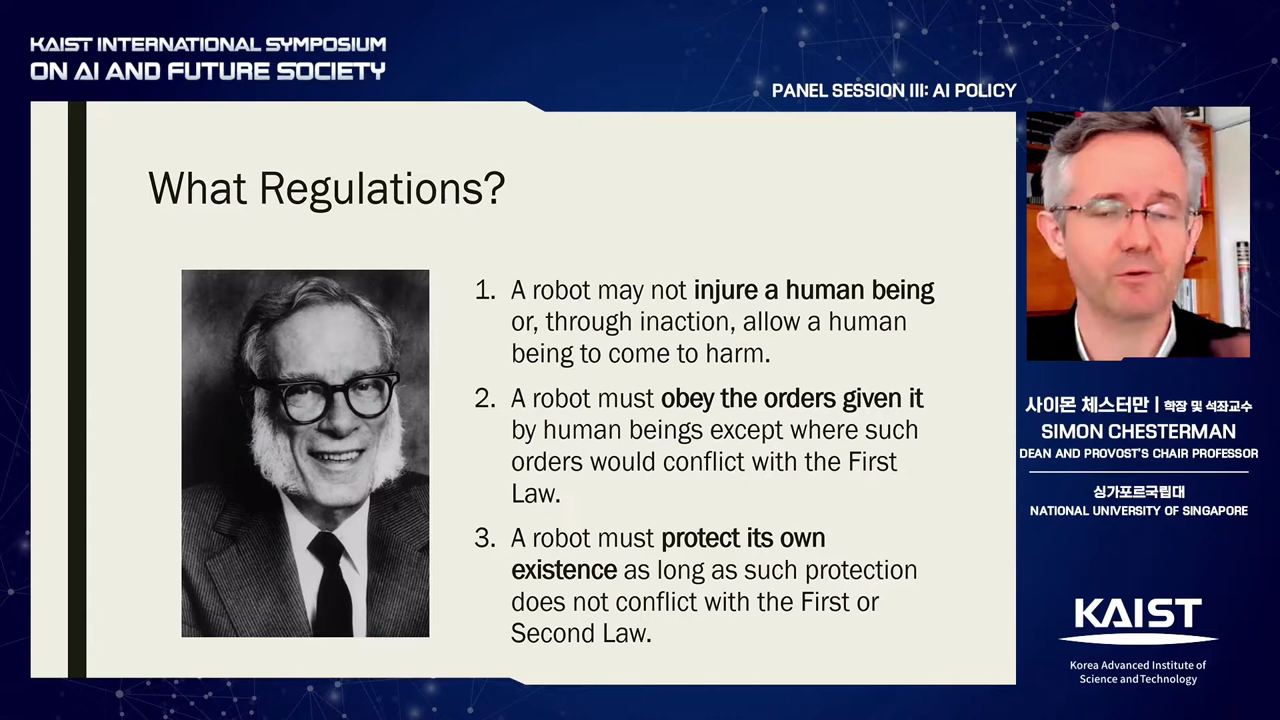 KAIST INTERNATIONAL SYMPOSIUM
ON AI AND FUTURE SOCIETY
PANEL SESSION III: AI POLICY
What Regulations?
1. A robot may not injure a human being
or, through inaction, allow a human
being to come to harm.
2. A robot must obey the orders given it
by human beings except where such
orders would conflict with the First
Law.
3. A robot must protect its own
existence as long as such protection
does not conflict with the First or
Second Law.
사이몬 체스터만 | 학장 및 석좌교수
SIMON CHESTERMAN
DEAN AND PROVOST'S CHAIR PROFESSOR
싱가포르국립대
NATIONAL UNIVERSITY OF SINGAPORE
KAIST
Korea Advanced Institute of
Science and Technology